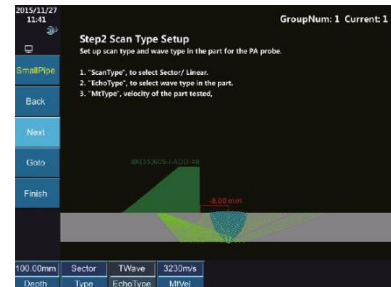 2015/11/27
11:41
GroupNum: 1 Current: 1
Step2 Scan Type Setup
Set up scan type and wave type in the part for the PA probe.
1. "ScanType", to select Sector/ Linear.
2. "EchoType", to select wave type in the part.
3. "MtType", velocity of the part tested,
SmallPipe
Back
Next
Goto
Finish
-8.00 mm
100.00mm Sector TWave 3230m/s
Depth Type EchoType MtVel